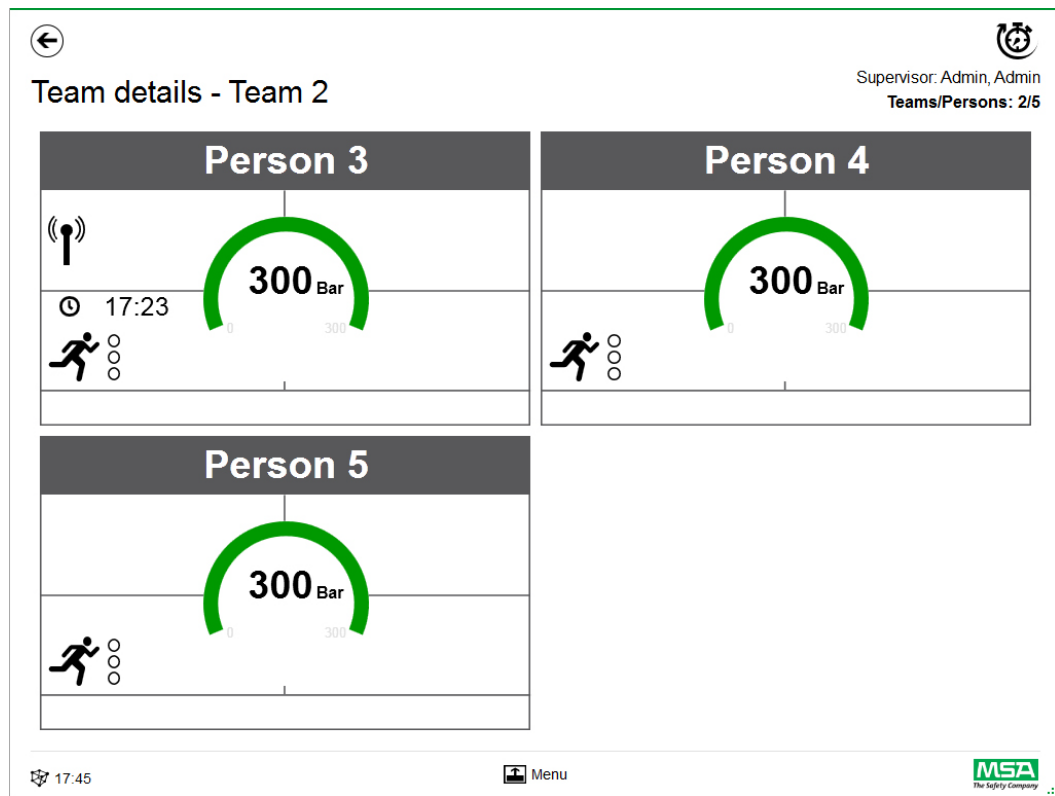 Supervisor: Admin, Admin
Team details - Team 2
Teams/Persons: 2/5
Person 3
300 Bar
17:23
0 300
Person 4
300 Bar
0 300
Person 5
300 Bar
0 300
17:45
Menu
MSA
The Safety Company